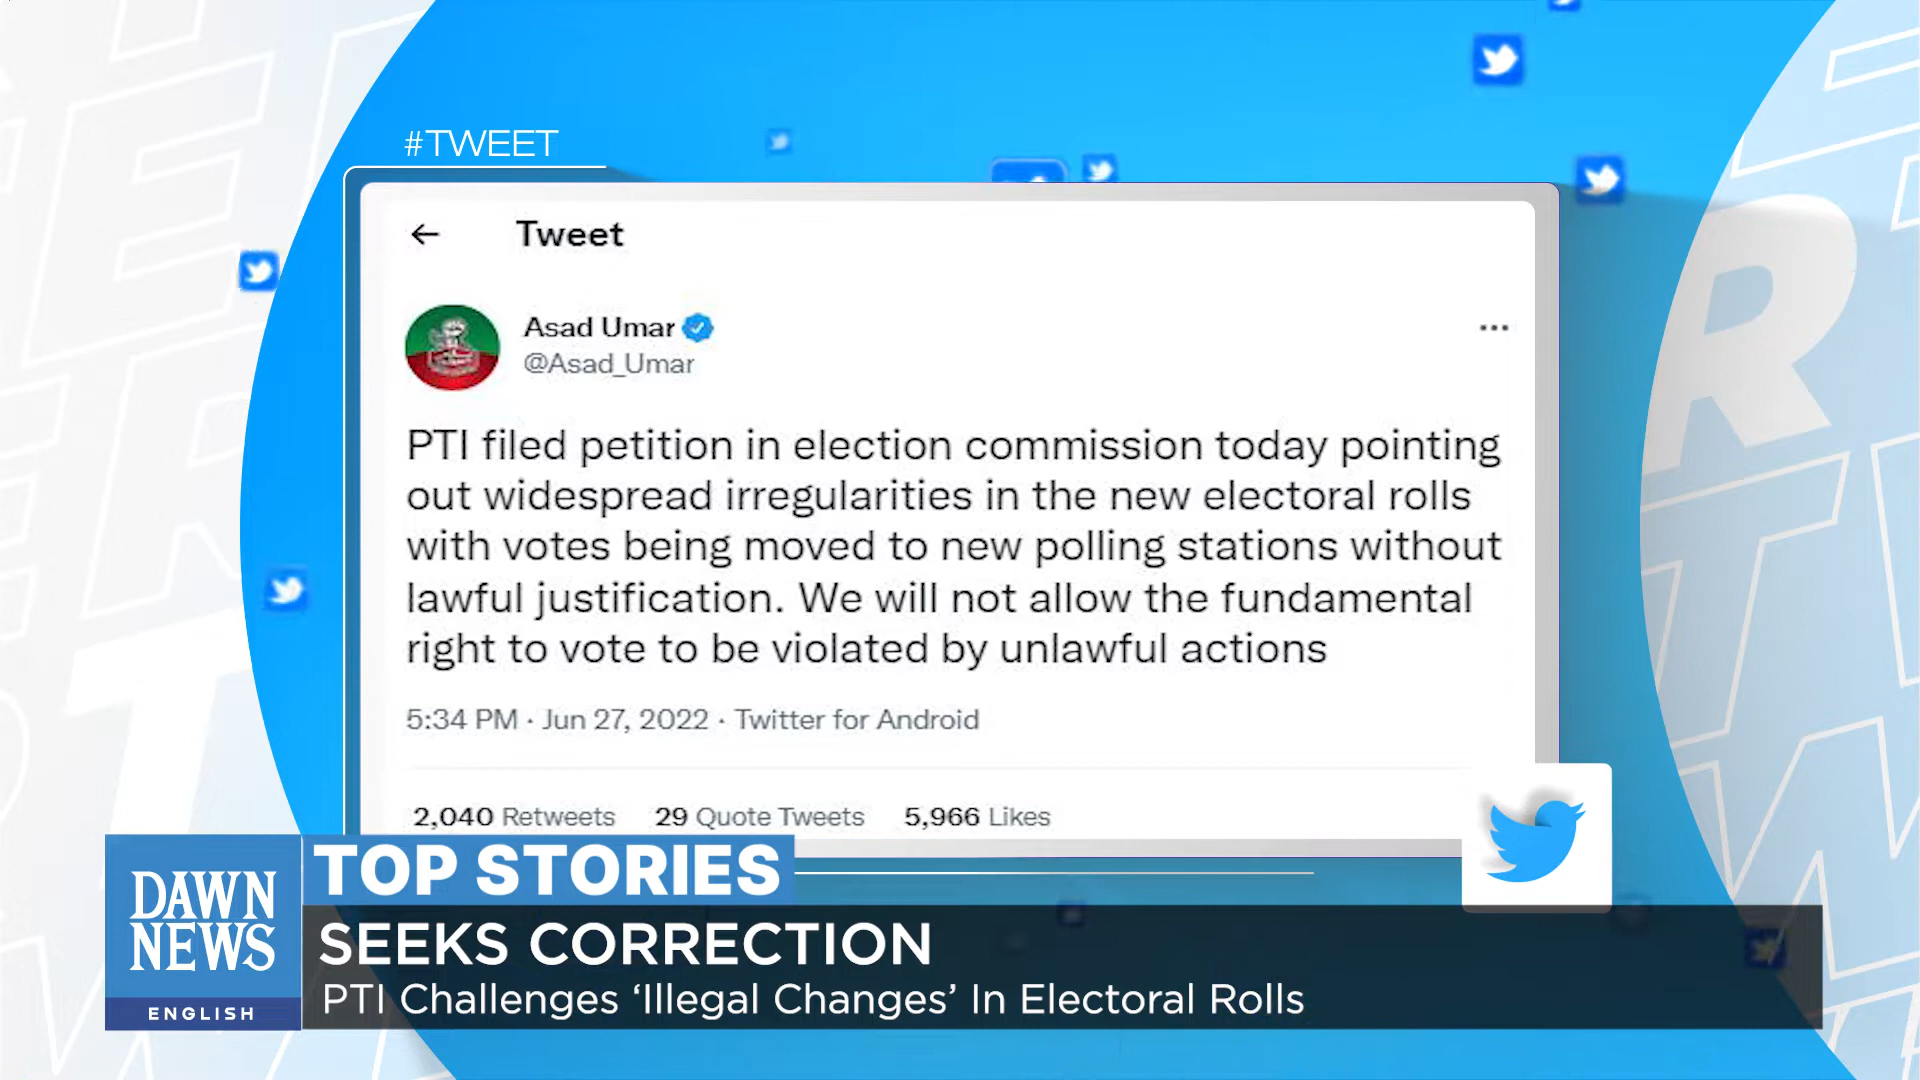 #TWEET
Tweet
Asad Umar
@Asad_Umar
PTI filed petition in election commission today pointing
out widespread irregularities in the new electoral rolls
with votes being moved to new polling stations without
lawful justification. We will not allow the fundamental
right to vote to be violated by unlawful actions
5:34 PM · Jun 27, 2022 · Twitter for Android
2,040 Retweets 29 Quote Tweets 5,966 Likes
TOP STORIES
DAWN
NEWS
ENGLISH
SEEKS CORRECTION
PTI Challenges ‘Illegal Changes’ In Electoral Rolls